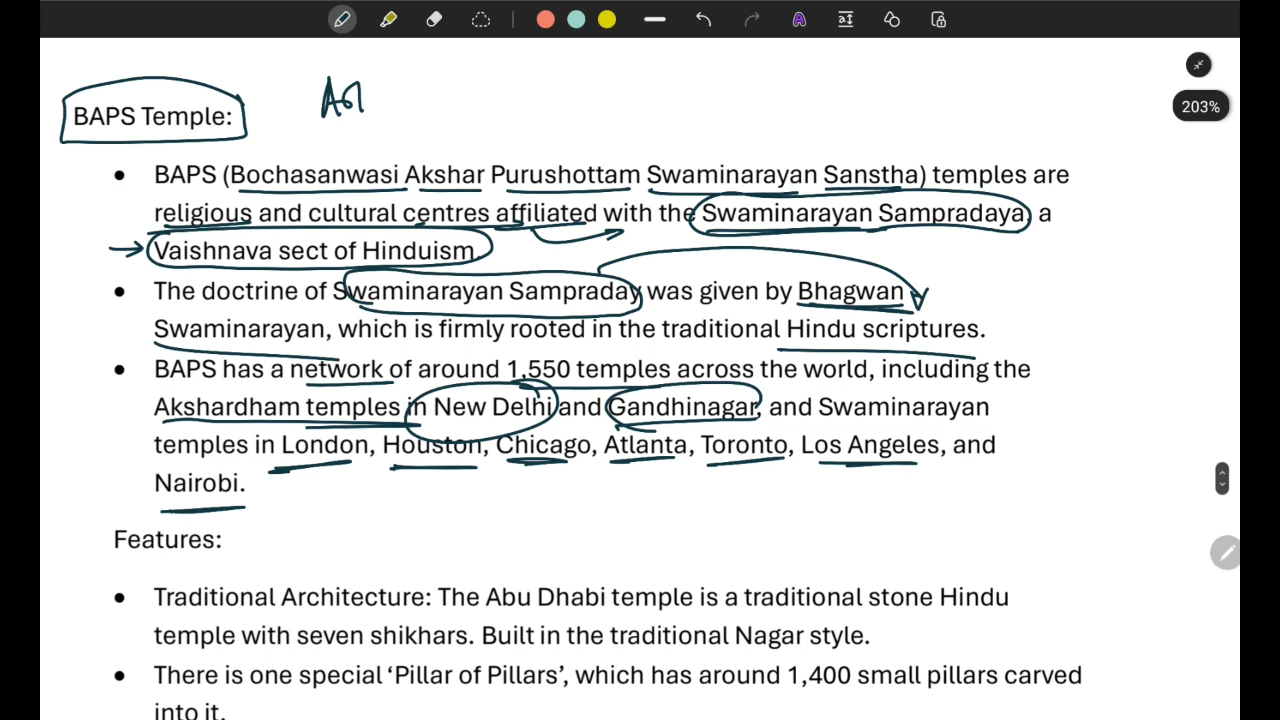 203%
BAPS Temple:
• BAPS (Bochasanwasi Akshar Purushottam Swaminarayan Sanstha) temples are
religious and cultural centres affiliated with the Swaminarayan Sampradaya, a
Vaishnava sect of Hinduism.
• The doctrine of Swaminarayan Sampraday was given by Bhagwan
Swaminarayan, which is firmly rooted in the traditional Hindu scriptures.
• BAPS has a network of around 1,550 temples across the world, including the
Akshardham temples in New Delhi and Gandhinagar, and Swaminarayan
temples in London, Houston, Chicago, Atlanta, Toronto, Los Angeles, and
Nairobi.
Features:
• Traditional Architecture: The Abu Dhabi temple is a traditional stone Hindu
temple with seven shikhars. Built in the traditional Nagar style.
• There is one special ‘Pillar of Pillars’, which has around 1,400 small pillars carved
into it.